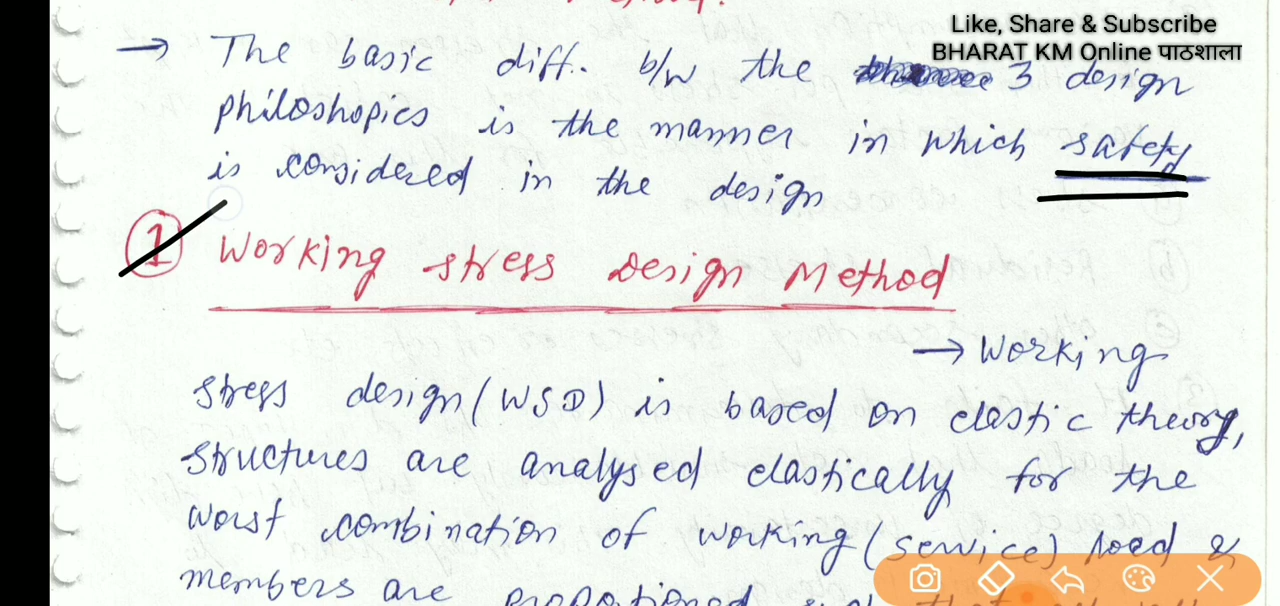 Like, Share & Subscribe
BHARAT KM Online पाठशाला
→ The basic diff. b/w the 3 design
philoshopies is the manner in which safety
is considered in the design
① Working stress Design Method
→ Working
stress design (WSD) is based on elastic theory,
structures are analysed elastically for the
worst combination of working (service) load &
members are proportioned